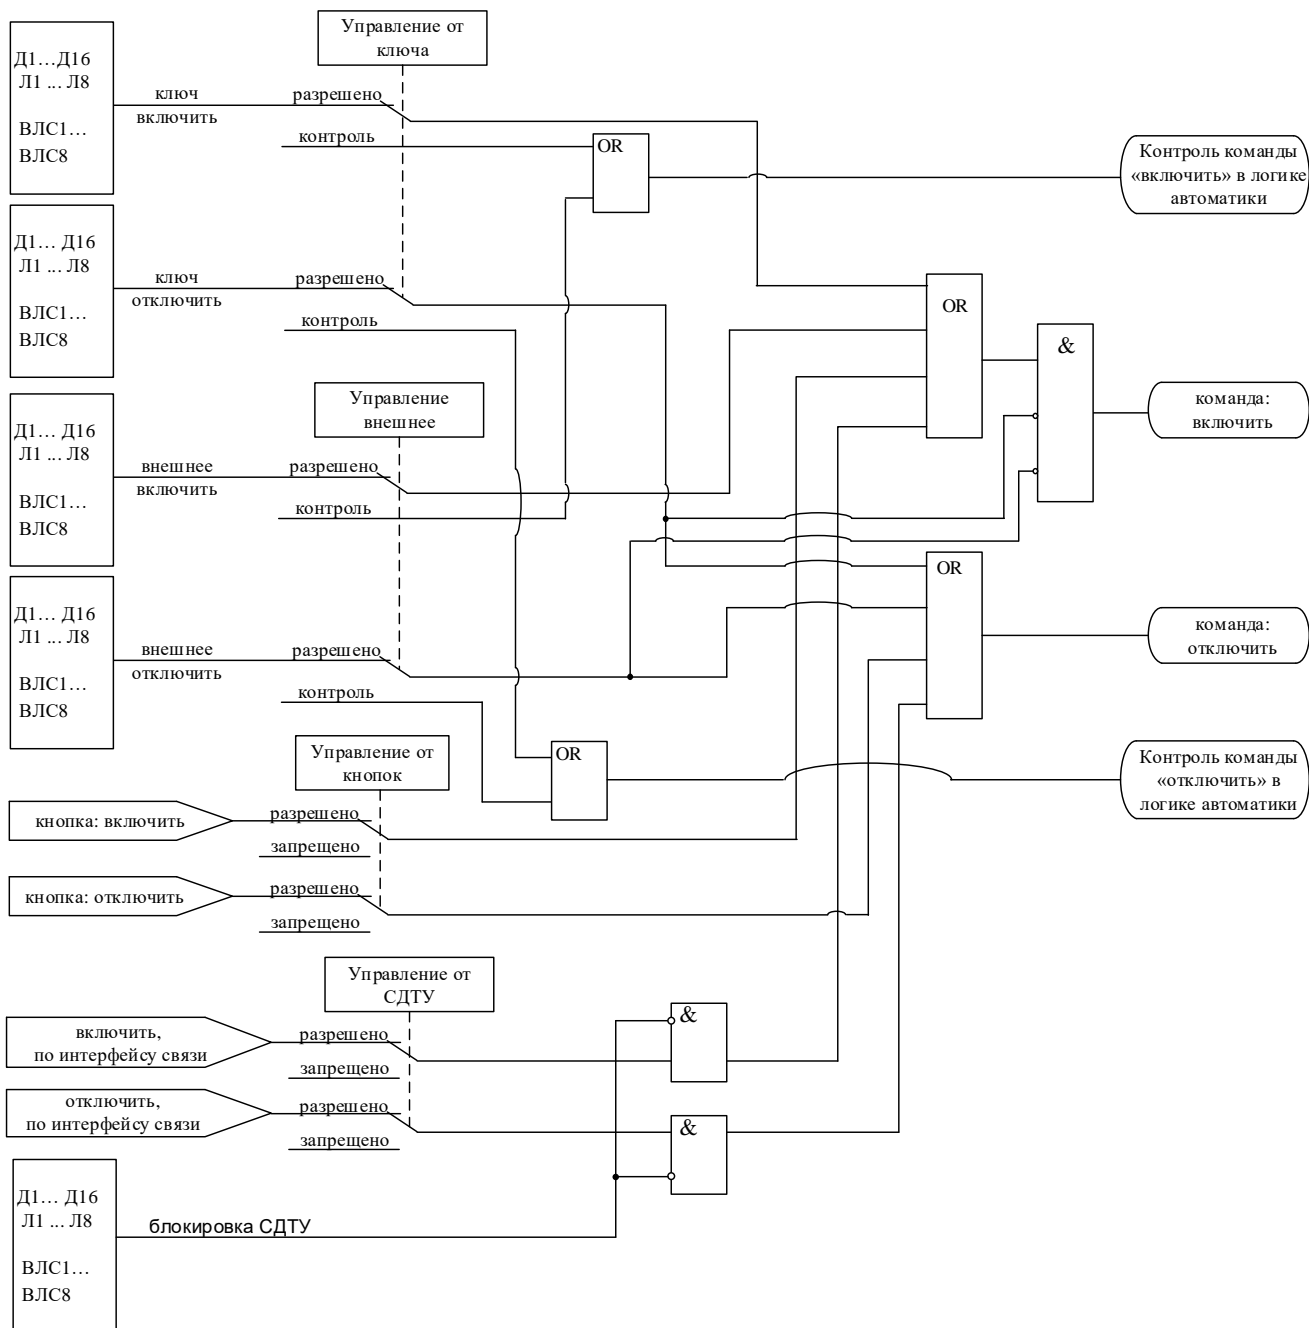 Д1…Д16
Л1 ... Л8
ВЛС1…
ВЛС8
ключ
включить
Управление от
ключа
разрешено
контроль
OR
Контроль команды
«включить» в логике
автоматики
Д1… Д16
Л1 ... Л8
ВЛС1…
ВЛС8
ключ
отключить
разрешено
контроль
OR
&
Д1… Д16
Л1 ... Л8
ВЛС1…
ВЛС8
внешнее
включить
Управление
внешнее
разрешено
контроль
команда:
включить
Д1… Д16
Л1 ... Л8
ВЛС1…
ВЛС8
внешнее
отключить
разрешено
контроль
OR
команда:
отключить
Управление от
кнопок
OR
Контроль команды
«отключить» в
логике автоматики
кнопка: включить
разрешено
запрещено
кнопка: отключить
разрешено
запрещено
Управление от
СДТУ
включить,
по интерфейсу связи
разрешено
запрещено
&
отключить,
по интерфейсу связи
разрешено
запрещено
&
Д1… Д16
Л1 ... Л8
ВЛС1…
ВЛС8
блокировка СДТУ